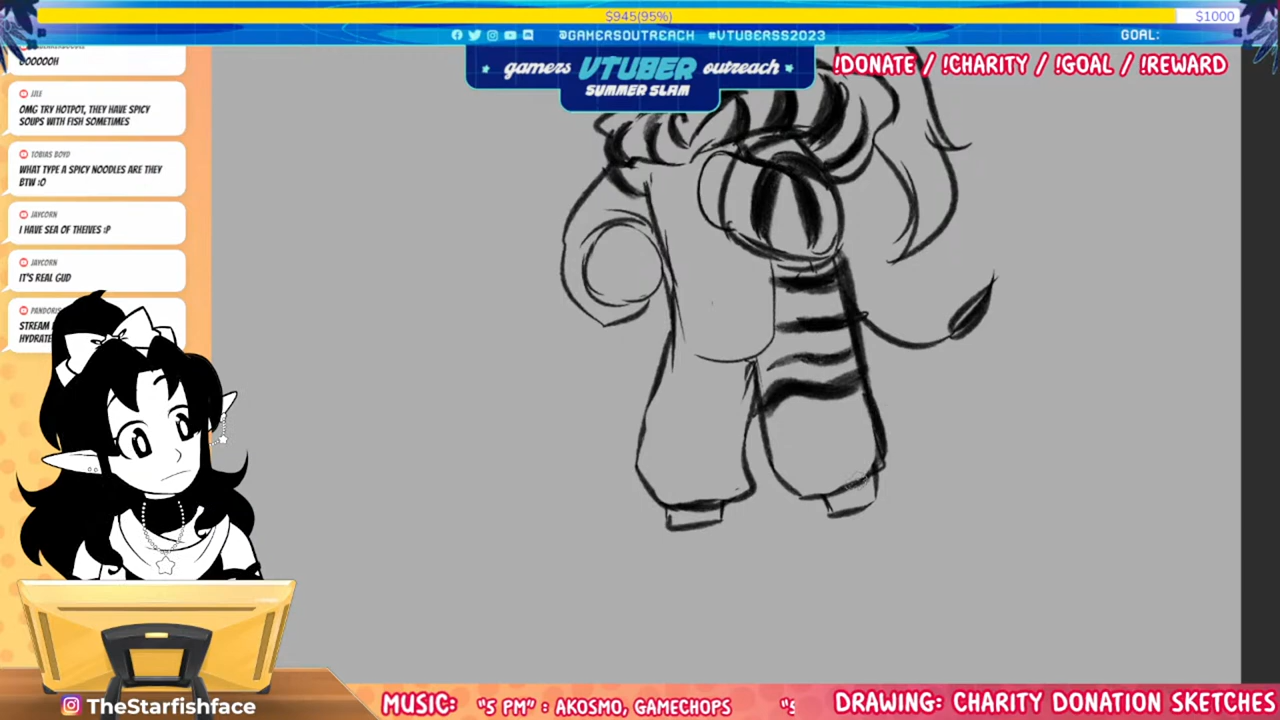 $945(95%)
$1000
@GAMERSOUTREACH
#VTUBERSS2023
GOAL:
gamers VTUBER outreach
SUMMER SLAM
!DONATE / !CHARITY / !GOAL / !REWARD
OOOOOOH
JAX
OMG TRY HOTPOT, THEY HAVE SPICY
SOUPS WITH FISH SOMETIMES
TOBIAS BOYD
WHAT TYPE A SPICY NOODLES ARE THEY
BTW :O
JAYCORN
I HAVE SEA OF THEIVES :P
JAYCORN
IT'S REAL GUD
STREAM
TheStarfishface
MUSIC:
"5 PM" : AKOSMO, GAMECHOPS
DRAWING: CHARITY DONATION SKETCHES